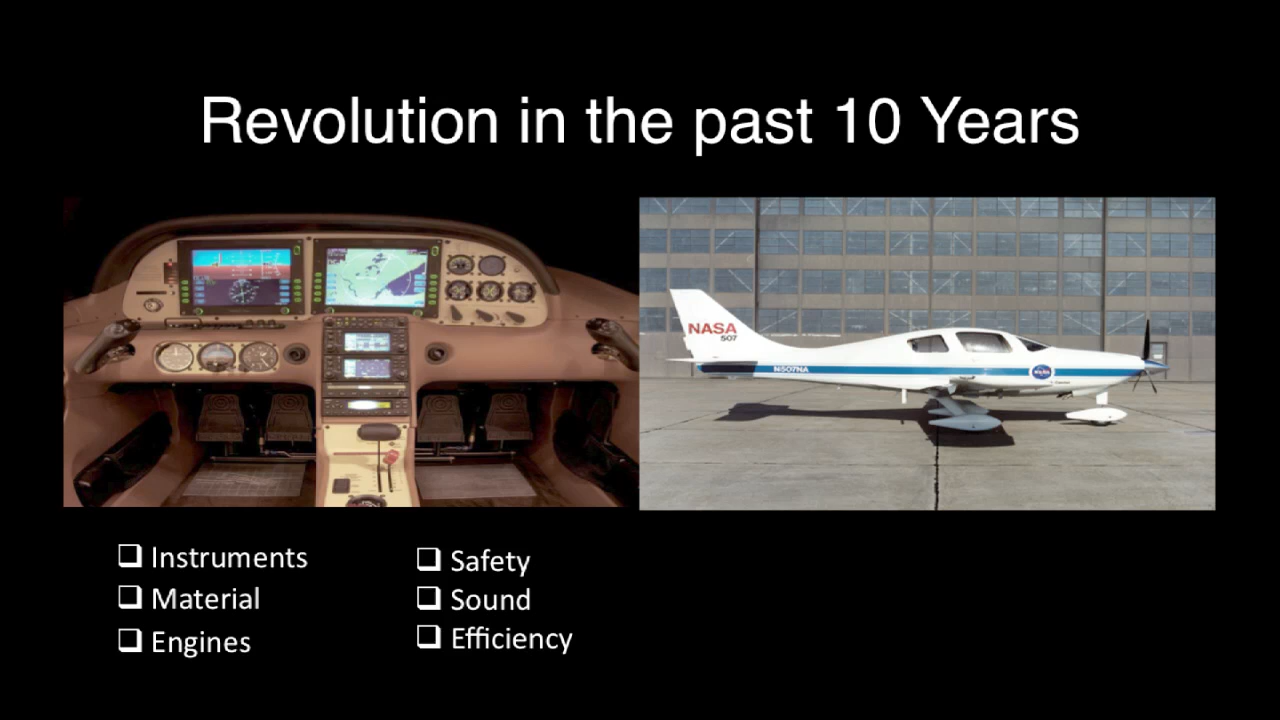 Revolution in the past 10 Years
NASA
507
N507NA
Instruments
Material
Engines
Safety
Sound
Efficiency